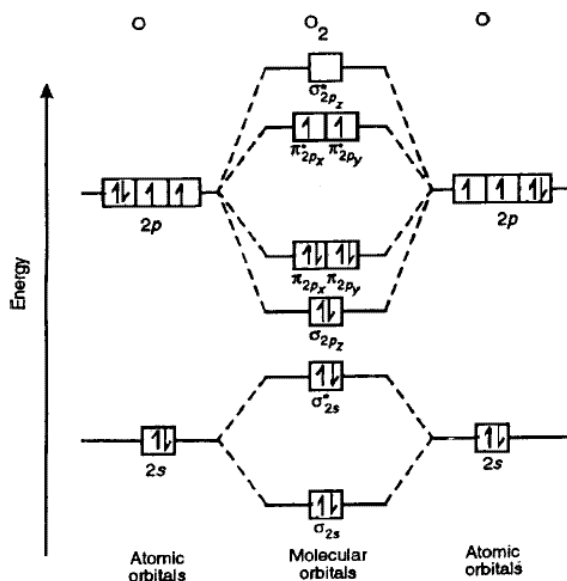 O O₂ O
σ*2pz
π*2px π*2py
2p 2p
π2px π2py
σ2pz
Energy
σ*2s
2s 2s
σ2s
Atomic orbitals
Molecular orbitals
Atomic orbitals